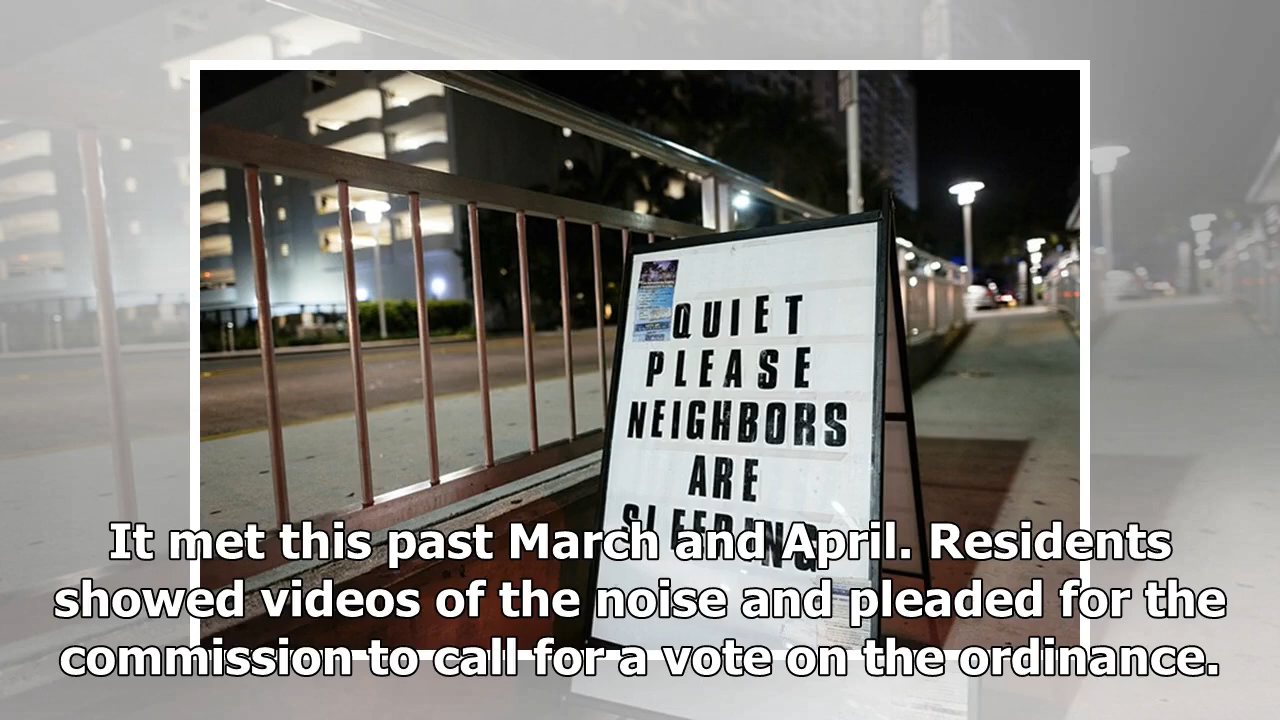 QUIET
PLEASE
NEIGHBORS
ARE
SLEEPING
It met this past March and April. Residents
showed videos of the noise and pleaded for the
commission to call for a vote on the ordinance.